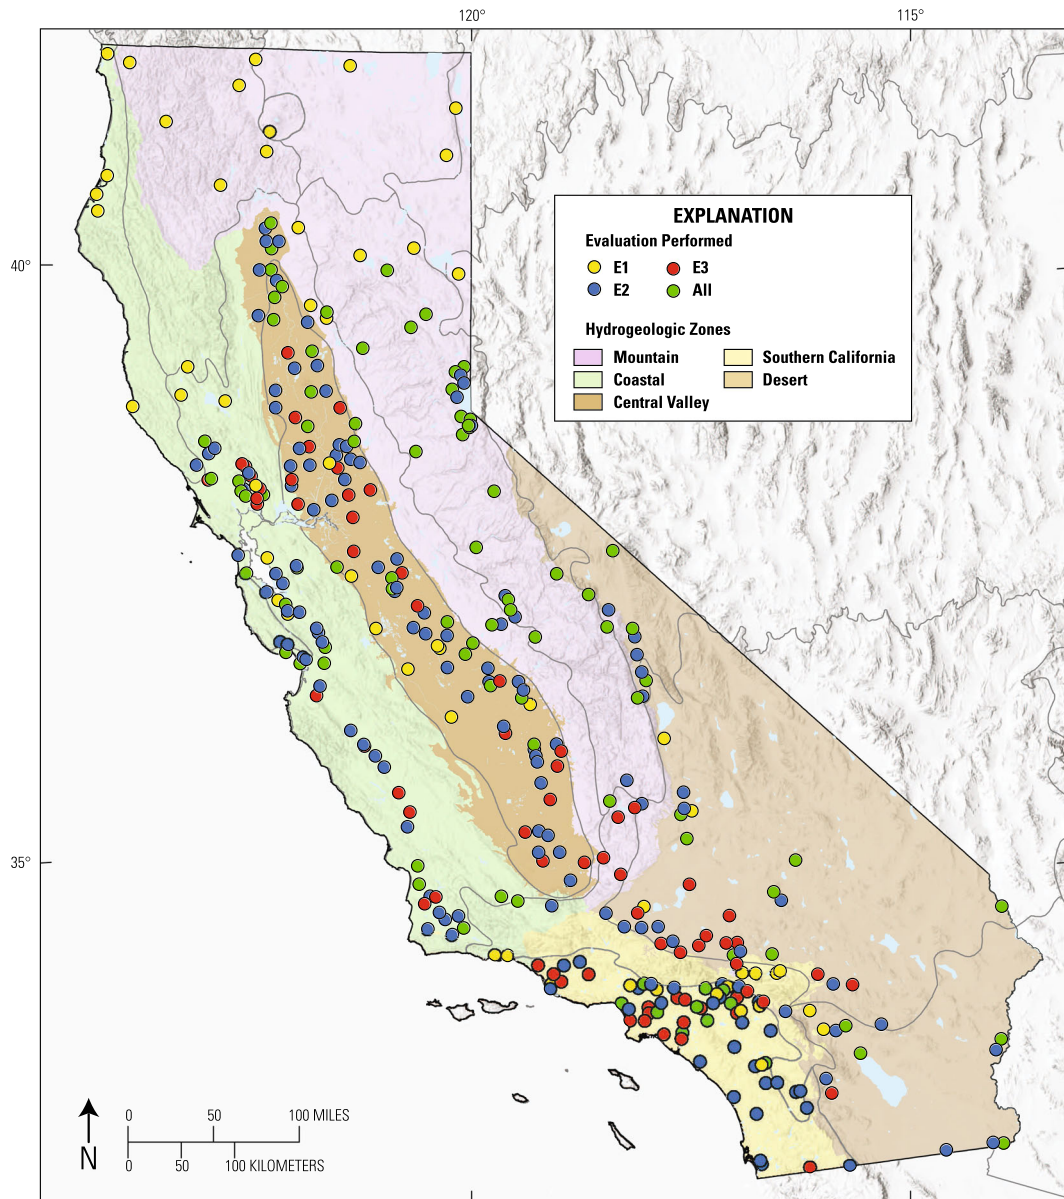 120°
115°
40°
35°
EXPLANATION
Evaluation Performed
E1
E3
E2
All
Hydrogeologic Zones
Mountain
Southern California
Coastal
Desert
Central Valley
N
0
50
100 MILES
0
50
100 KILOMETERS